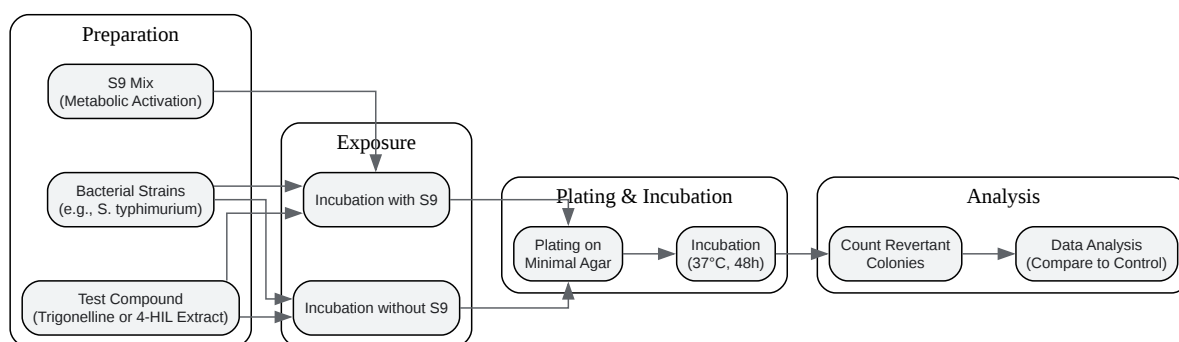 Preparation
S9 Mix
(Metabolic Activation)
Bacterial Strains
(e.g., S. typhimurium)
Test Compound
(Trigonelline or 4-HIL Extract)
Exposure
Incubation with S9
Incubation without S9
Plating & Incubation
Plating on
Minimal Agar
Incubation
(37°C, 48h)
Analysis
Count Revertant
Colonies
Data Analysis
(Compare to Control)